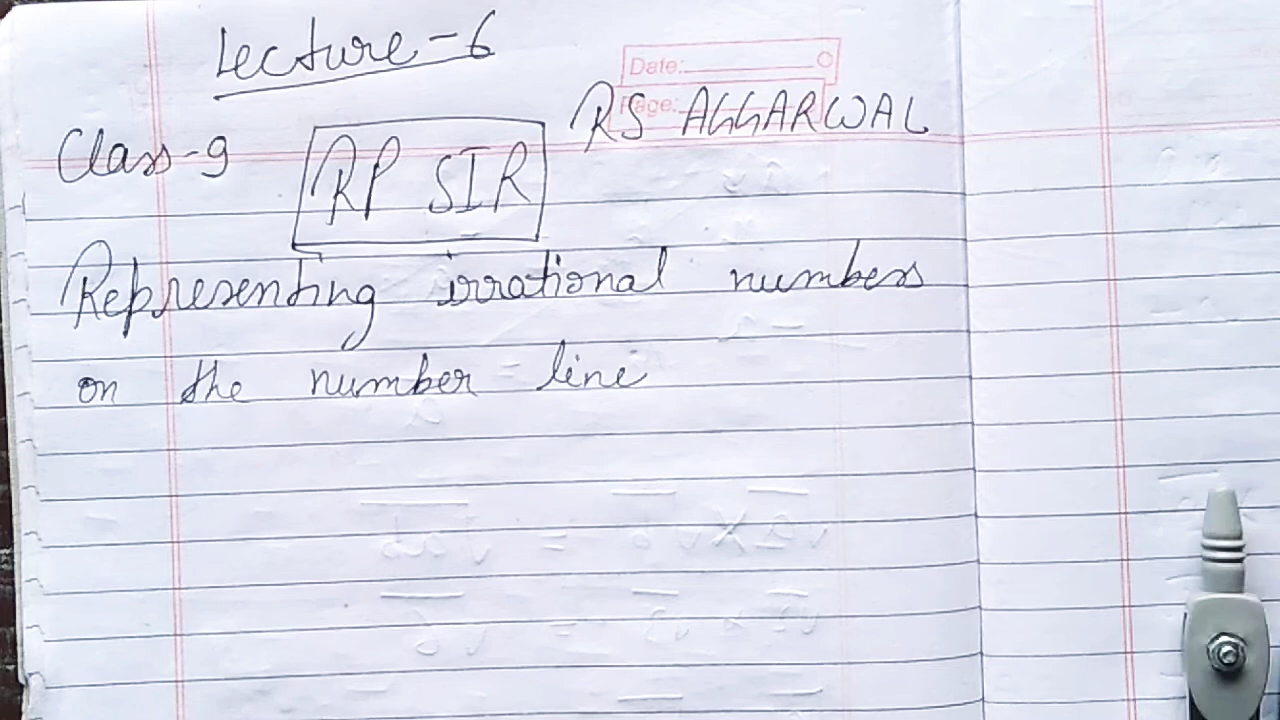 Lecture-6
Date:
Page:
RS AGGARWAL
Class-9
RP SIR
Representing irrational numbers
on the number line